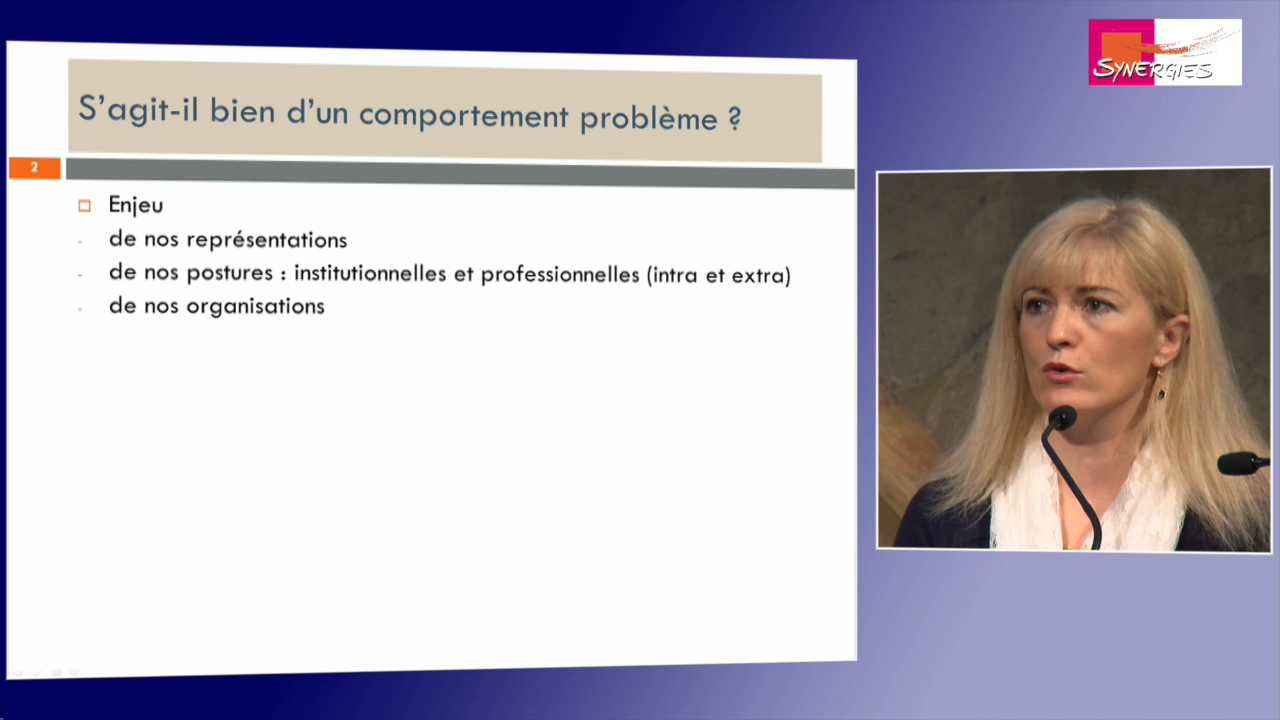 S'agit-il bien d'un comportement problème ?
2
Enjeu
- de nos représentations
- de nos postures : institutionnelles et professionnelles (intra et extra)
- de nos organisations
SYNERGIES